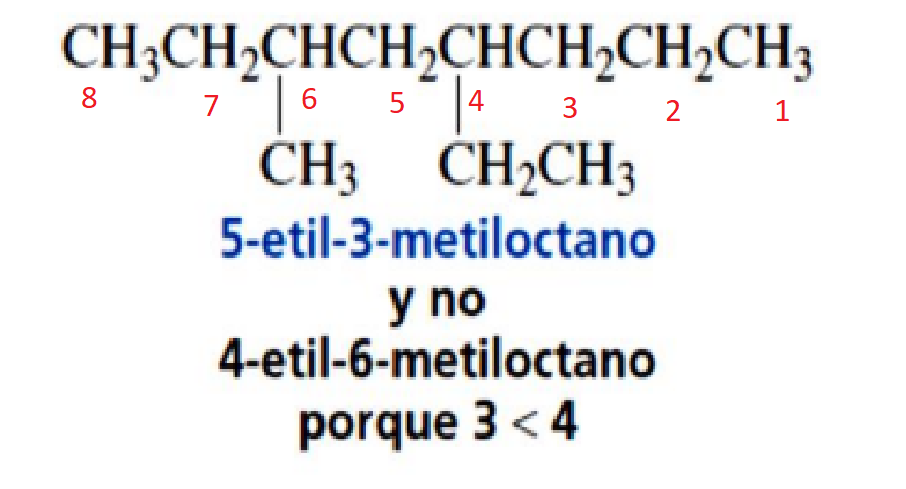 CH₃CH₂CHCH₂CHCH₂CH₂CH₃
8 7 6 5 4 3 2 1
CH₃ CH₂CH₃
5-etil-3-metiloctano
y no
4-etil-6-metiloctano
porque 3 < 4